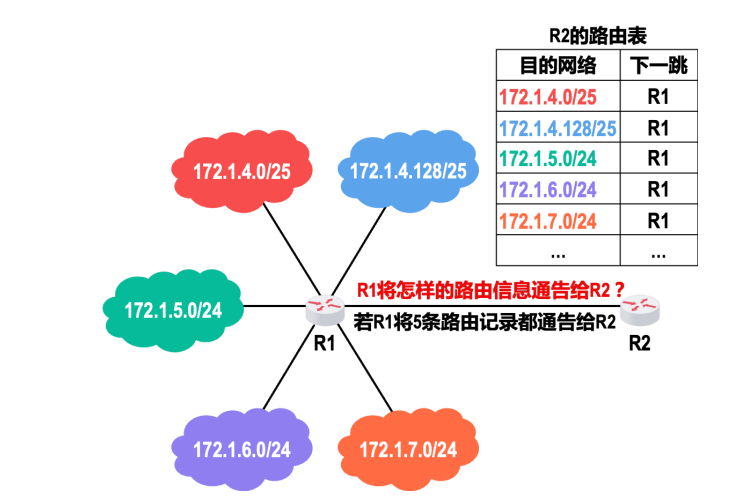 R2的路由表
目的网络 下一跳
172.1.4.0/25 R1
172.1.4.128/25 R1
172.1.5.0/24 R1
172.1.6.0/24 R1
172.1.7.0/24 R1
... ...
172.1.4.0/25 172.1.4.128/25
172.1.5.0/24
R1将怎样的路由信息通告给R2？
若R1将5条路由记录都通告给R2
R1 R2
172.1.6.0/24 172.1.7.0/24